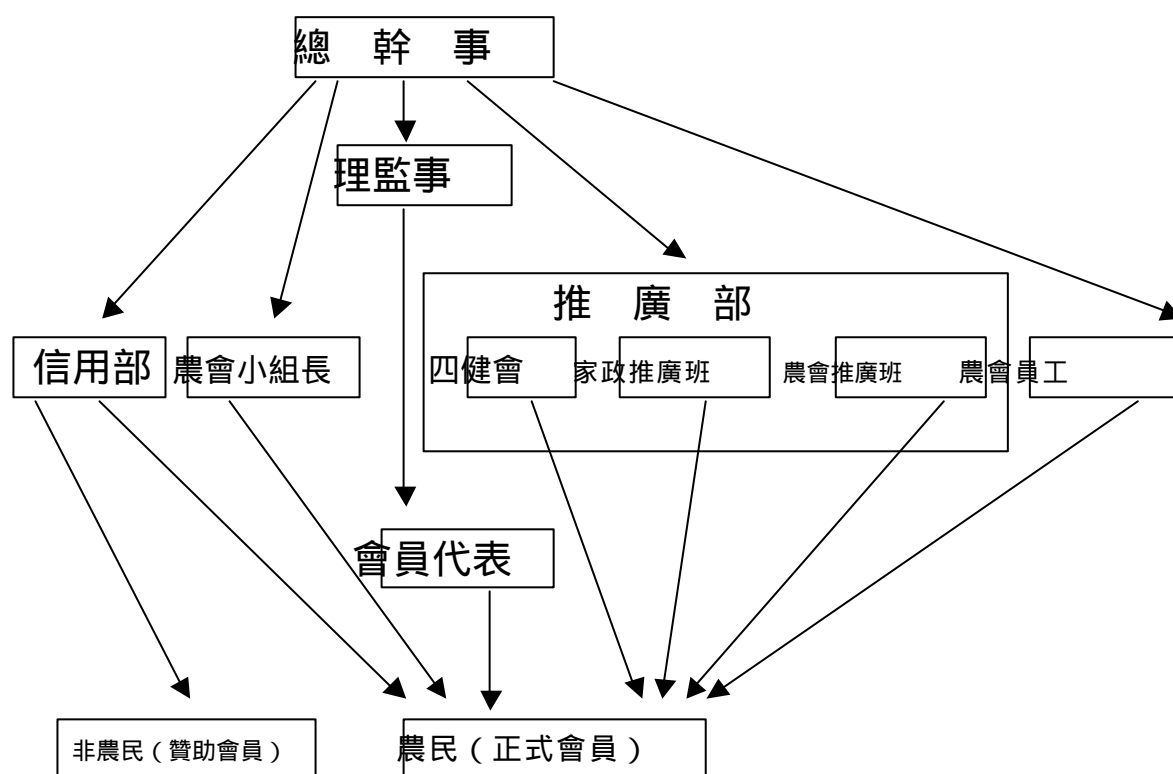 總 幹 事
理監事
推 廣 部
信用部 農會小組長 四健會 家政推廣班 農會推廣班 農會員工
會員代表
非農民（贊助會員） 農民（正式會員）